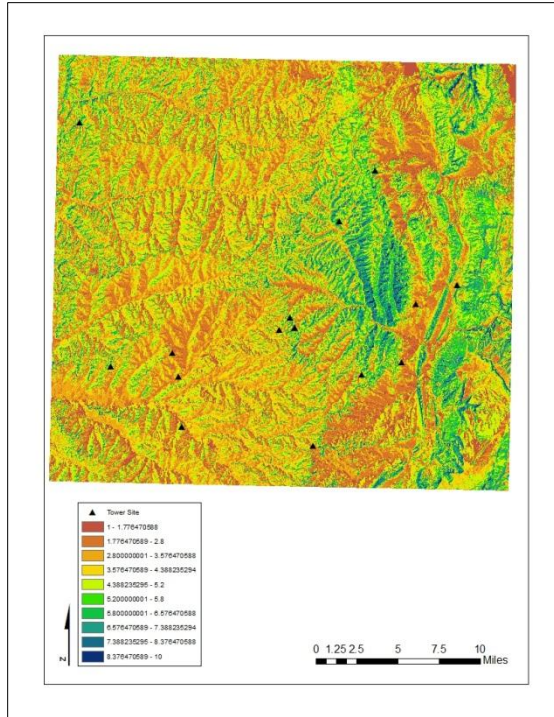 Tower Site
1 - 1.776470588
1.776470589 - 2.8
2.800000001 - 3.576470588
3.576470589 - 4.388235294
4.388235295 - 5.2
5.200000001 - 5.8
5.800000001 - 6.576470588
6.576470589 - 7.388235294
7.388235295 - 8.376470588
8.376470589 - 10
N
0 1.25 2.5 5 7.5 10
Miles